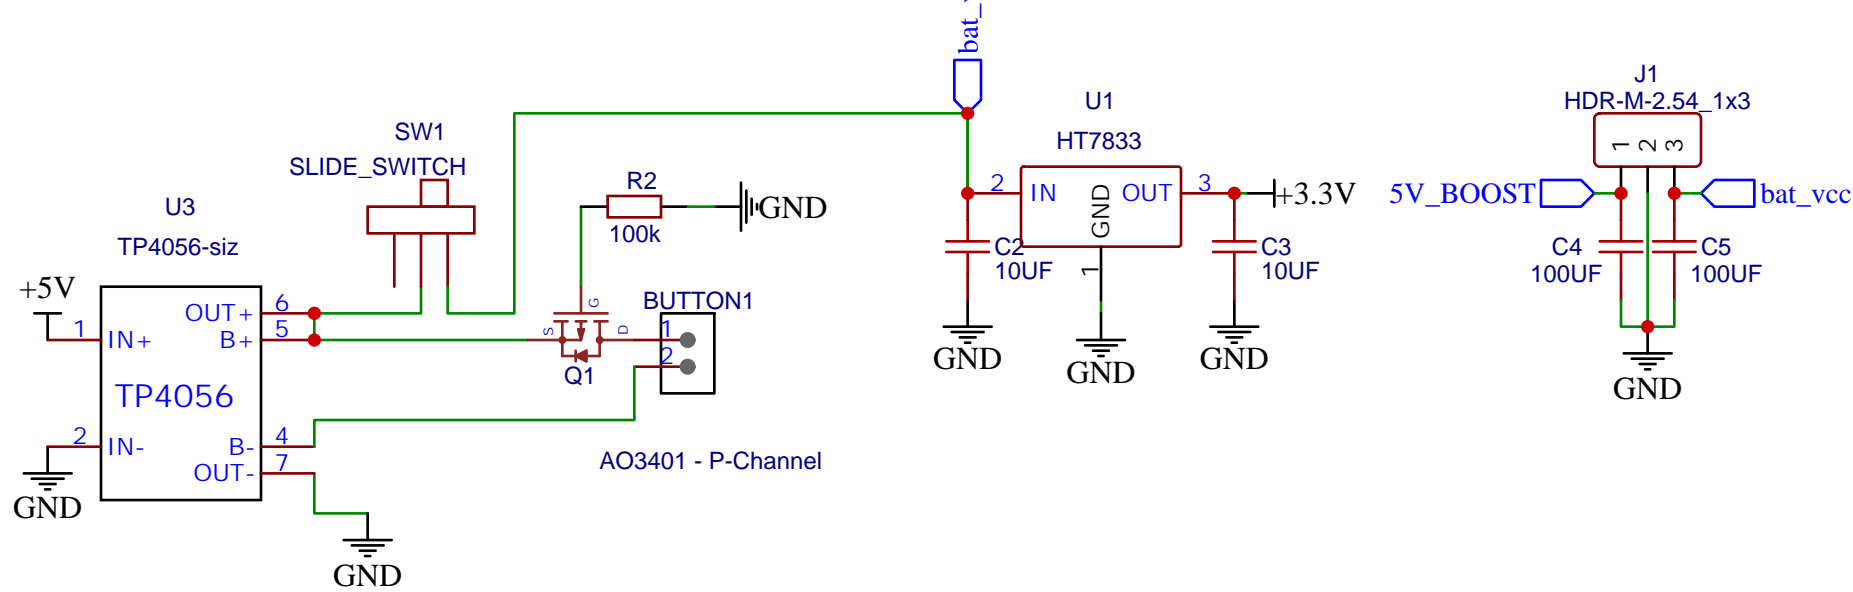 bat_
J1
HDR-M-2.54_1x3
U1
HT7833
SW1
SLIDE_SWITCH
1
2
3
R2
2
IN
GND
OUT
3
+3.3V
5V_BOOST
bat_vcc
U3
GND
100k
TP4056-siz
C2
10UF
1
C3
10UF
C4
100UF
C5
100UF
+5V
OUT+
6
G
BUTTON1
1
IN+
B+
5
S
D
1
2
GND
GND
GND
GND
Q1
TP4056
2
IN-
B-
4
OUT-
7
AO3401 - P-Channel
GND
GND